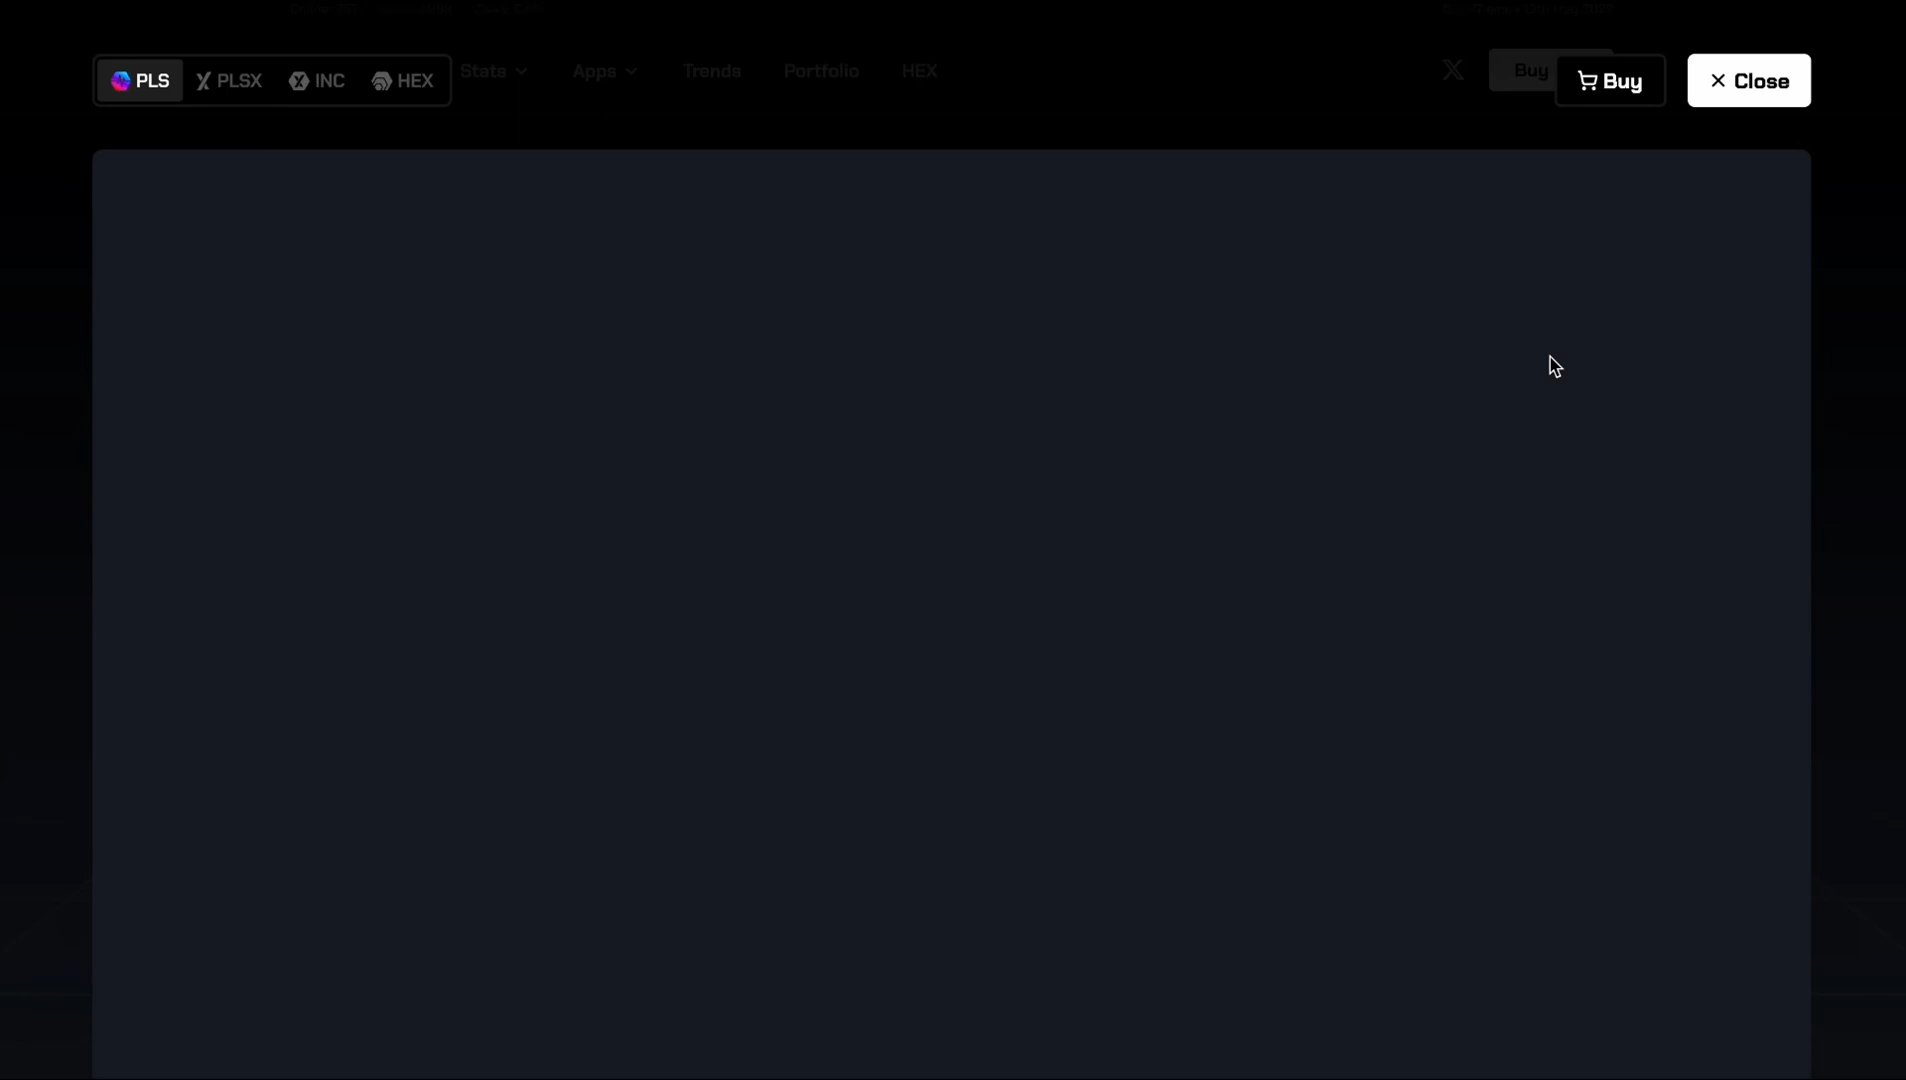 PLS PLSX INC HEX
Stats Apps Trends Portfolio HEX
Buy
Buy
Close